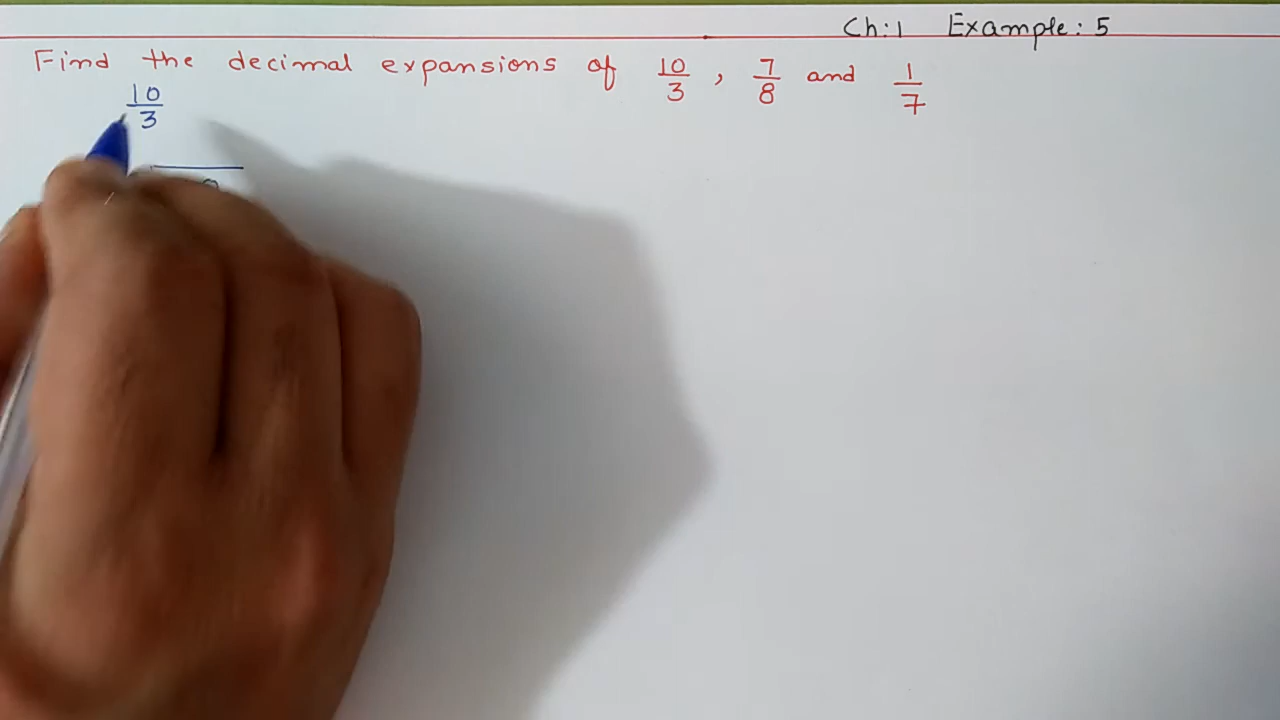 Ch:1 Example: 5
Find the decimal expansions of 10/3, 7/8 and 1/7
10/3